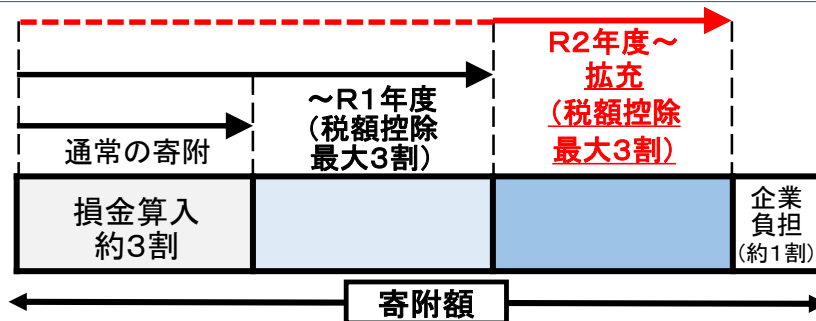 R2年度～
拡充
(税額控除
最大3割)
～R1年度
(税額控除
最大3割)
通常の寄附
損金算入
約3割
企業
負担
(約1割)
寄附額